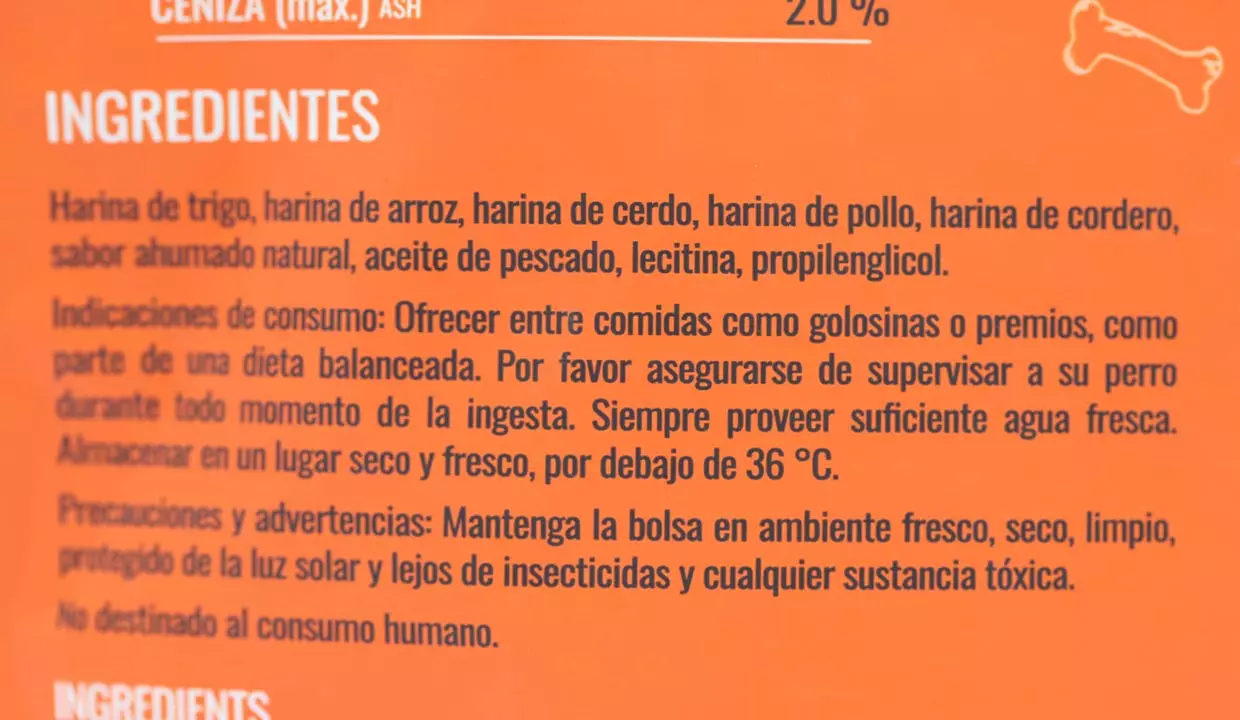 CENIZA (max.) ASH 2.0 %
INGREDIENTES
Harina de trigo, harina de arroz, harina de cerdo, harina de pollo, harina de cordero,
sabor ahumado natural, aceite de pescado, lecitina, propilenglicol.
Indicaciones de consumo: Ofrecer entre comidas como golosinas o premios, como
parte de una dieta balanceada. Por favor asegurarse de supervisar a su perro
durante todo momento de la ingesta. Siempre proveer suficiente agua fresca.
Almacenar en un lugar seco y fresco, por debajo de 36 °C.
Precauciones y advertencias: Mantenga la bolsa en ambiente fresco, seco, limpio,
protegido de la luz solar y lejos de insecticidas y cualquier sustancia tóxica.
No destinado al consumo humano.
INGREDIENTS